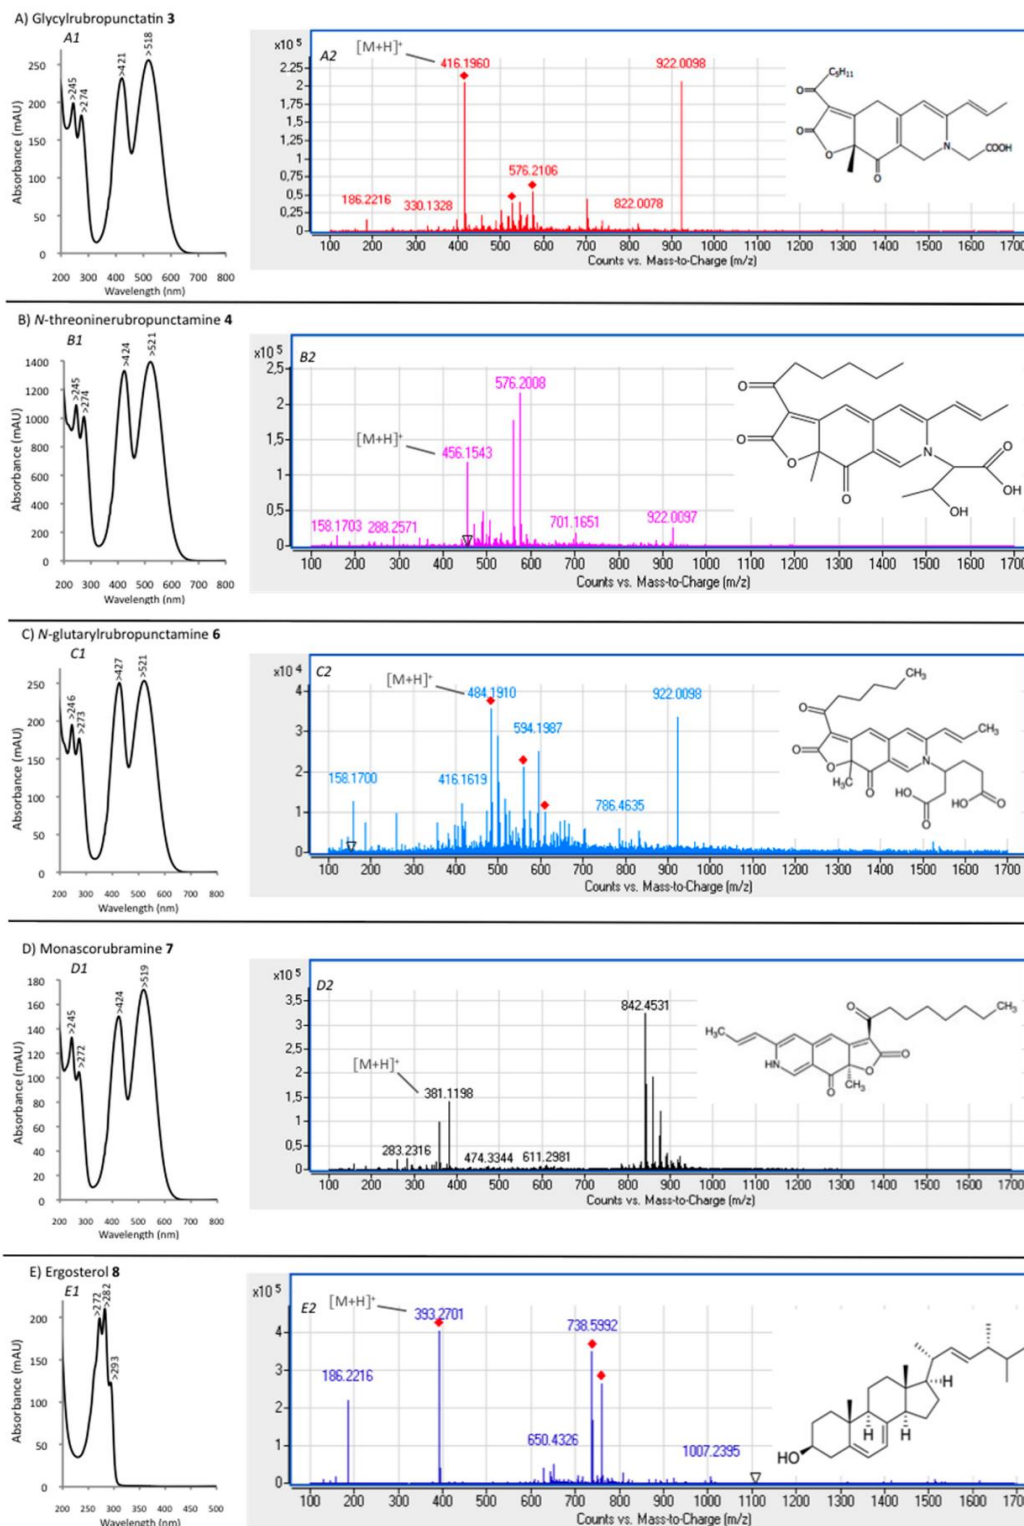 A) Glycylrubropunctatin 3
A1
Absorbance (mAU)
250
200
150
100
50
0
>245
>274
>421
>518
200 300 400 500 600 700 800
Wavelength (nm)
x10 5
A2
[M+H]+
2,25
2
1,75
1,5
1,25
1
0,75
0,5
0,25
0
186.2216
330.1328
416.1960
576.2106
822.0078
922.0098
100 200 300 400 500 600 700 800 900 1000 1100 1200 1300 1400 1500 1600 1700
Counts vs. Mass-to-Charge (m/z)
C5H11
O
O
O
O
N
COOH
B) N-threoninerubropunctamine 4
B1
Absorbance (mAU)
1400
1200
1000
800
600
400
200
0
>245
>274
>424
>521
200 300 400 500 600 700 800
Wavelength (nm)
x10 5
B2
[M+H]+
2,5
2
1,5
1
0,5
0
158.1703
288.2571
456.1543
576.2008
701.1651
922.0097
100 200 300 400 500 600 700 800 900 1000 1100 1200 1300 1400 1500 1600 1700
Counts vs. Mass-to-Charge (m/z)
O
O
O
O
N
O
OH
OH
C) N-glutarylrubropunctamine 6
C1
Absorbance (mAU)
250
200
150
100
50
0
>246
>273
>427
>521
200 300 400 500 600 700 800
Wavelength (nm)
x10 4
C2
[M+H]+
4
3
2
1
0
158.1700
416.1619
484.1910
594.1987
786.4635
922.0098
100 200 300 400 500 600 700 800 900 1000 1100 1200 1300 1400 1500 1600 1700
Counts vs. Mass-to-Charge (m/z)
CH3
O
O
O
H3C
O
N
CH3
HO
O
HO
O
D) Monascorubramine 7
D1
Absorbance (mAU)
180
160
140
120
100
80
60
40
20
0
>245
>272
>424
>519
200 300 400 500 600 700 800
Wavelength (nm)
x10 5
D2
[M+H]+
3,5
3
2,5
2
1,5
1
0,5
0
283.2316
381.1198
474.3344
611.2981
842.4531
100 200 300 400 500 600 700 800 900 1000 1100 1200 1300 1400 1500 1600 1700
Counts vs. Mass-to-Charge (m/z)
H3C
HN
O
CH3
O
O
O
CH3
E) Ergosterol 8
E1
Absorbance (mAU)
200
150
100
50
0
>272
>282
>293
200 250 300 350 400 450 500
Wavelength (nm)
x10 5
E2
[M+H]+
4
3
2
1
0
186.2216
393.2701
650.4326
738.5992
1007.2395
100 200 300 400 500 600 700 800 900 1000 1100 1200 1300 1400 1500 1600 1700
Counts vs. Mass-to-Charge (m/z)
HO
H
H
H